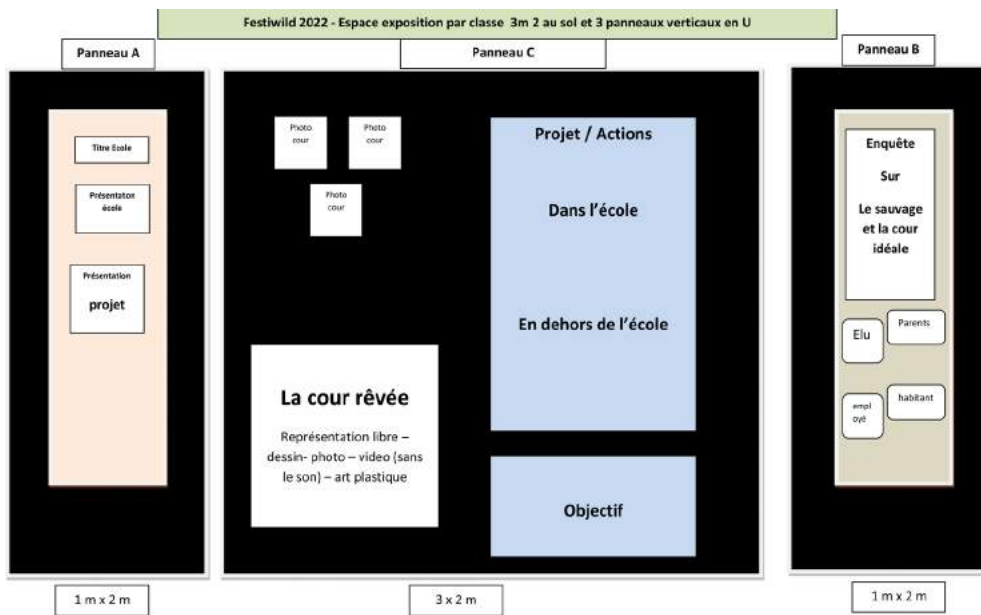 Festiwild 2022 - Espace exposition par classe 3m 2 au sol et 3 panneaux verticaux en U
Panneau A
Panneau C
Panneau B
Titre Ecole
Présentaton
école
Présentation
projet
Photo
cour
Photo
cour
Photo
cour
La cour rêvée
Représentation libre –
dessin- photo – video (sans
le son) – art plastique
Projet / Actions
Dans l'école
En dehors de l'école
Objectif
Enquête
Sur
Le sauvage
et la cour
idéale
Elu
Parents
empl
oyé
habitant
1 m x 2 m
3 x 2 m
1 m x 2 m